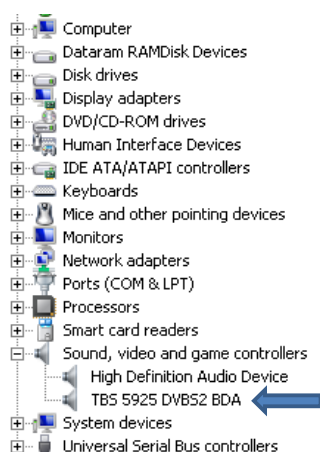 Computer
Dataram RAMDisk Devices
Disk drives
Display adapters
DVD/CD-ROM drives
Human Interface Devices
IDE ATA/ATAPI controllers
Keyboards
Mice and other pointing devices
Monitors
Network adapters
Ports (COM & LPT)
Processors
Smart card readers
Sound, video and game controllers
High Definition Audio Device
TBS 5925 DVBS2 BDA
System devices
Universal Serial Bus controllers